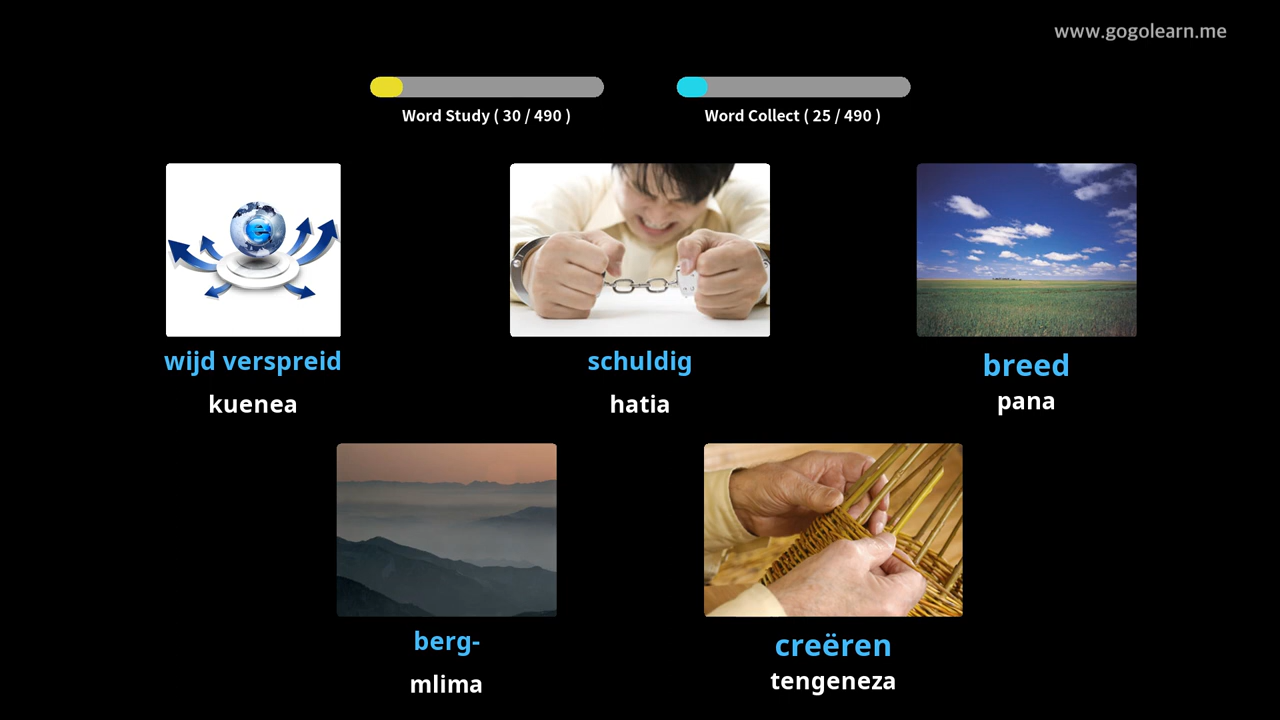 www.gogolearn.me
Word Study ( 30 / 490 )
Word Collect ( 25 / 490 )
wijd verspreid
kuenea
schuldig
hatia
breed
pana
berg-
mlima
creëren
tengeneza